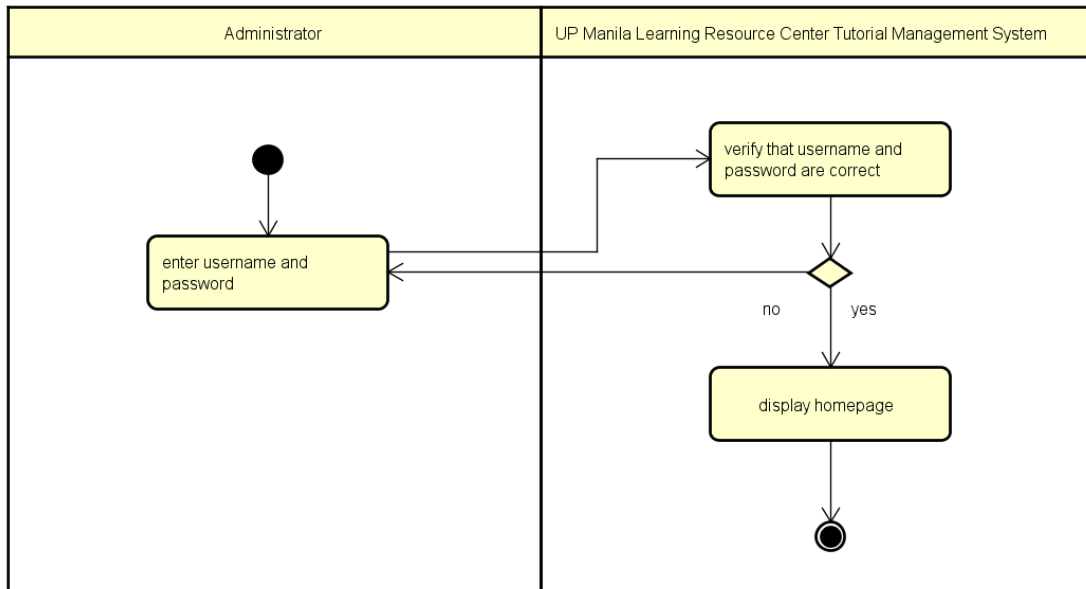 Administrator
UP Manila Learning Resource Center Tutorial Management System
verify that username and
password are correct
enter username and
password
no
yes
display homepage